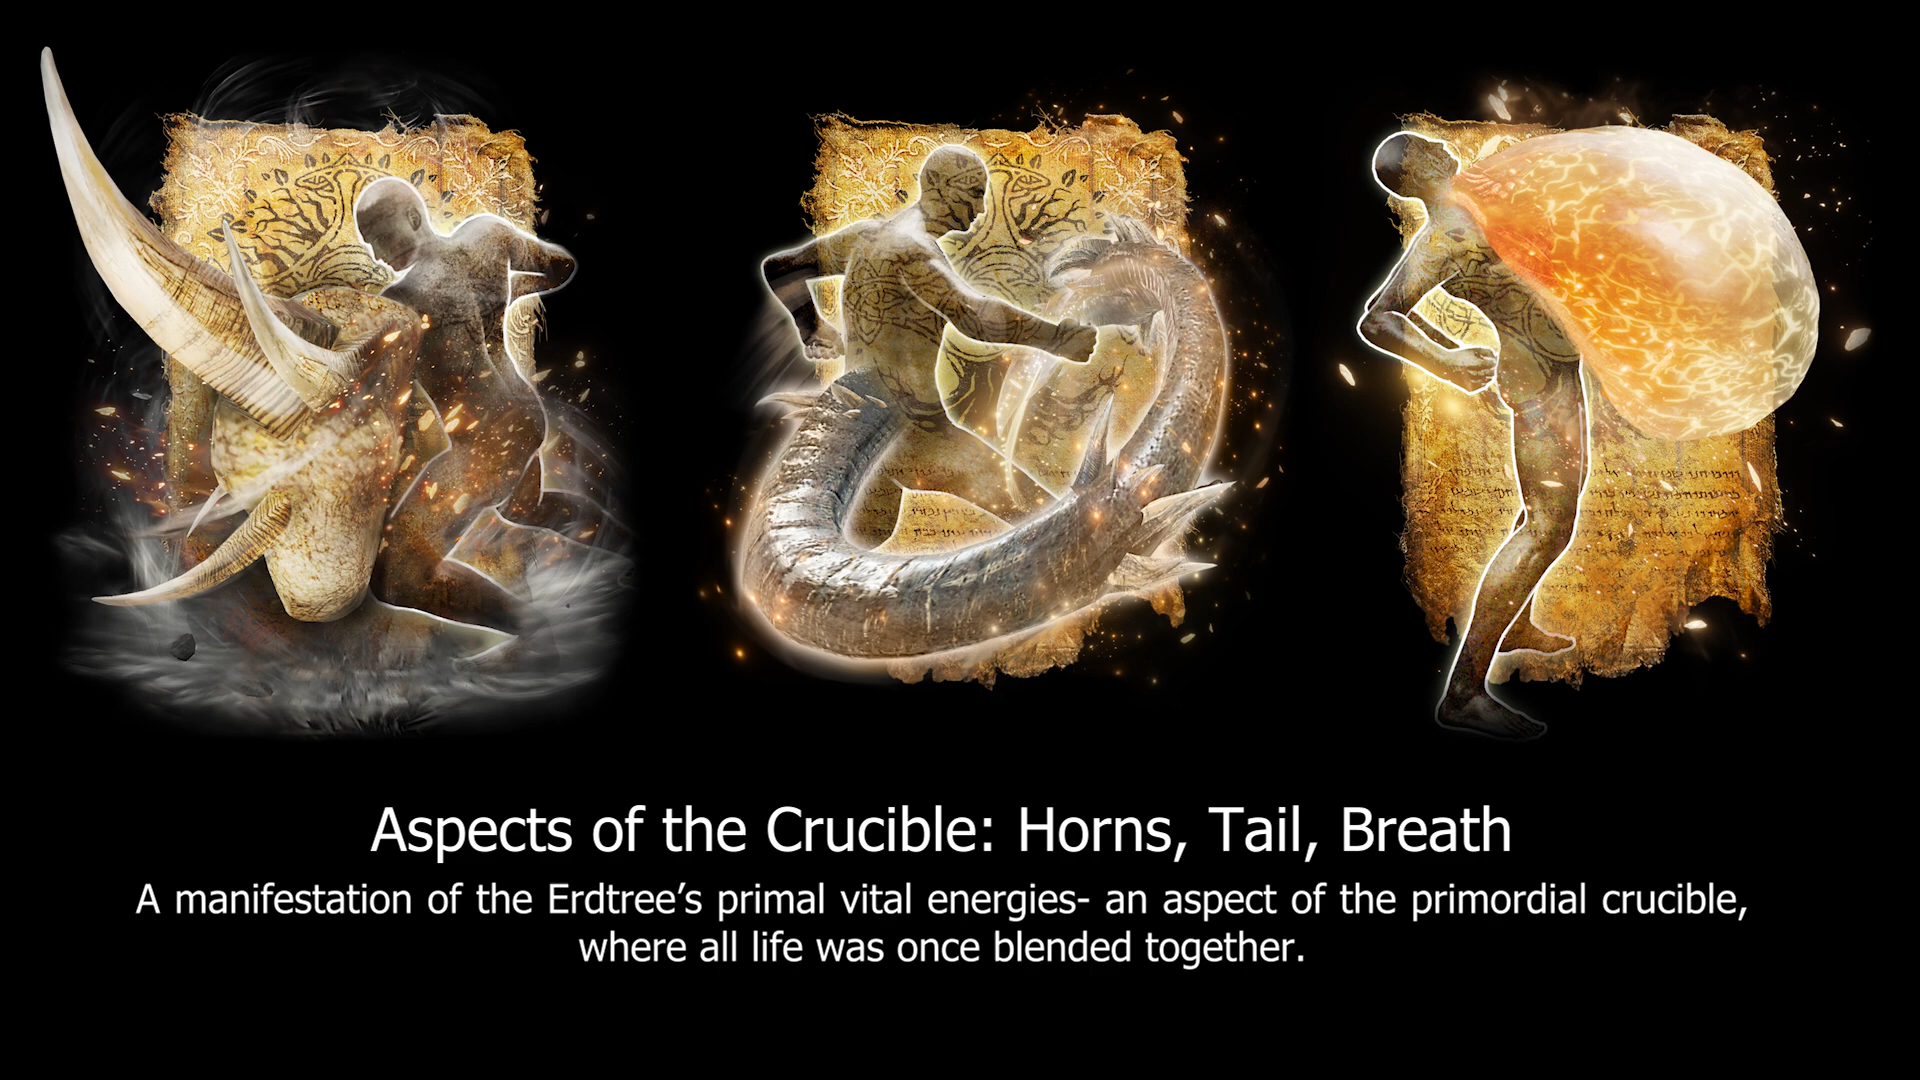 Aspects of the Crucible: Horns, Tail, Breath
A manifestation of the Erdtree’s primal vital energies- an aspect of the primordial crucible,
where all life was once blended together.